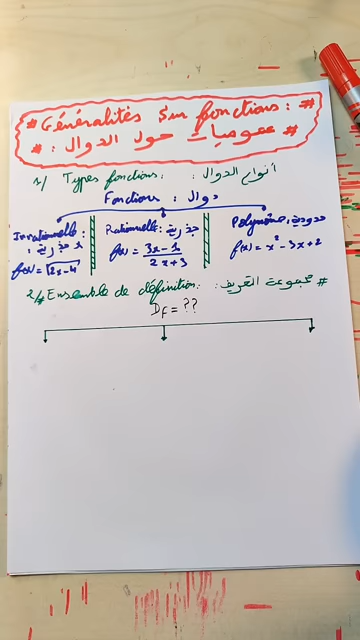 # Généralités sur fonctions : #
# عموميات حول الدوال : #
1/ Types fonctions : أنواع الدوال :
Fonctions : دوال
Irrationnelle : Rationnelle : جذرية : Polynôme : حدودية
جذرية :
f(x) = √2x-4 f(x) = 3x-1/2x+3 f(x) = x²-3x+2
2/# Ensemble de définition : مجموعة التعريف : #
Df = ??